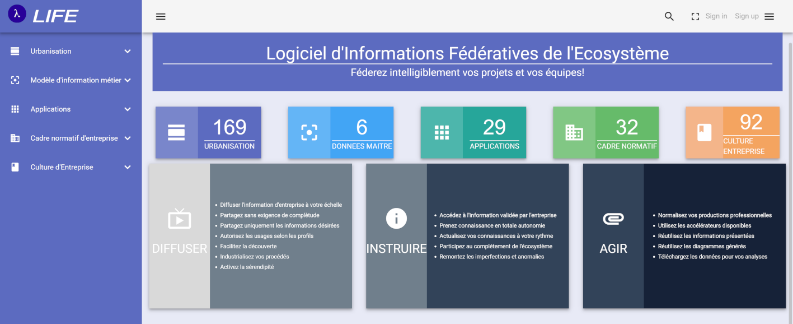 λ LIFE
Sign in Sign up
Urbanisation
Modèle d'information métier
Applications
Cadre normatif d'entreprise
Culture d'Entreprise
Logiciel d'Informations Fédératives de l'Ecosystème
Féderez intelligiblement vos projets et vos équipes!
169
URBANISATION
6
DONNEES MAITRE
29
APPLICATIONS
32
CADRE NORMATIF
92
CULTURE
ENTREPRISE
DIFFUSER
Diffuser l'information d'entreprise à votre échelle
Partagez sans exigence de complétude
Partagez uniquement les informations désirées
Autorisez les usages selon les profils
Faciliter la découverte
Industrialisez vos procédés
Activez la sérendipité
INSTRUIRE
Accédez à l'information validée par l'entreprise
Prenez connaissance en totale autonomie
Actualisez vos connaissances à votre rythme
Participez au complétement de l'écosystème
Remontez les imperfections et anomalies
AGIR
Normalisez vos productions professionnelles
Utilisez les accélérateurs disponibles
Réutilisez les informations présentées
Réutilisez les diagrammes générés
Téléchargez les données pour vos analyses